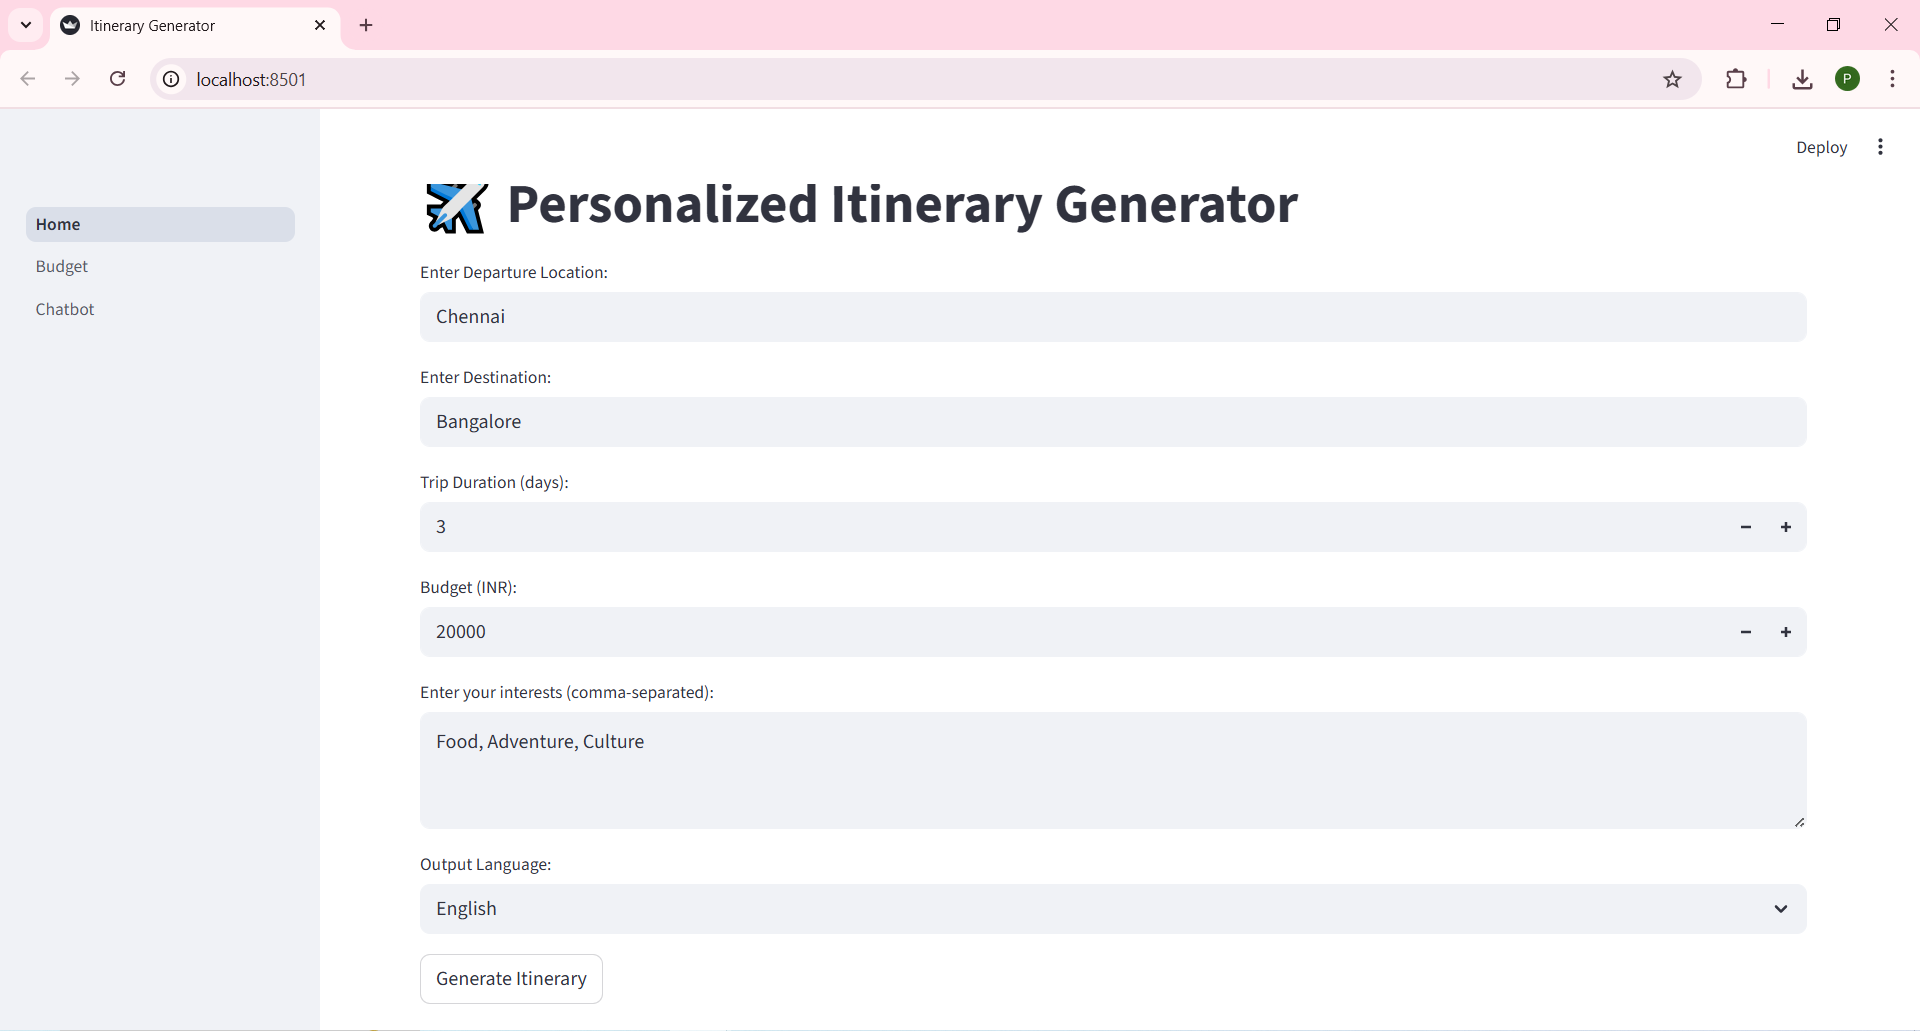 Itinerary Generator
localhost:8501
P
Deploy
Home
Budget
Chatbot
Personalized Itinerary Generator
Enter Departure Location:
Chennai
Enter Destination:
Bangalore
Trip Duration (days):
3
Budget (INR):
20000
Enter your interests (comma-separated):
Food, Adventure, Culture
Output Language:
English
Generate Itinerary